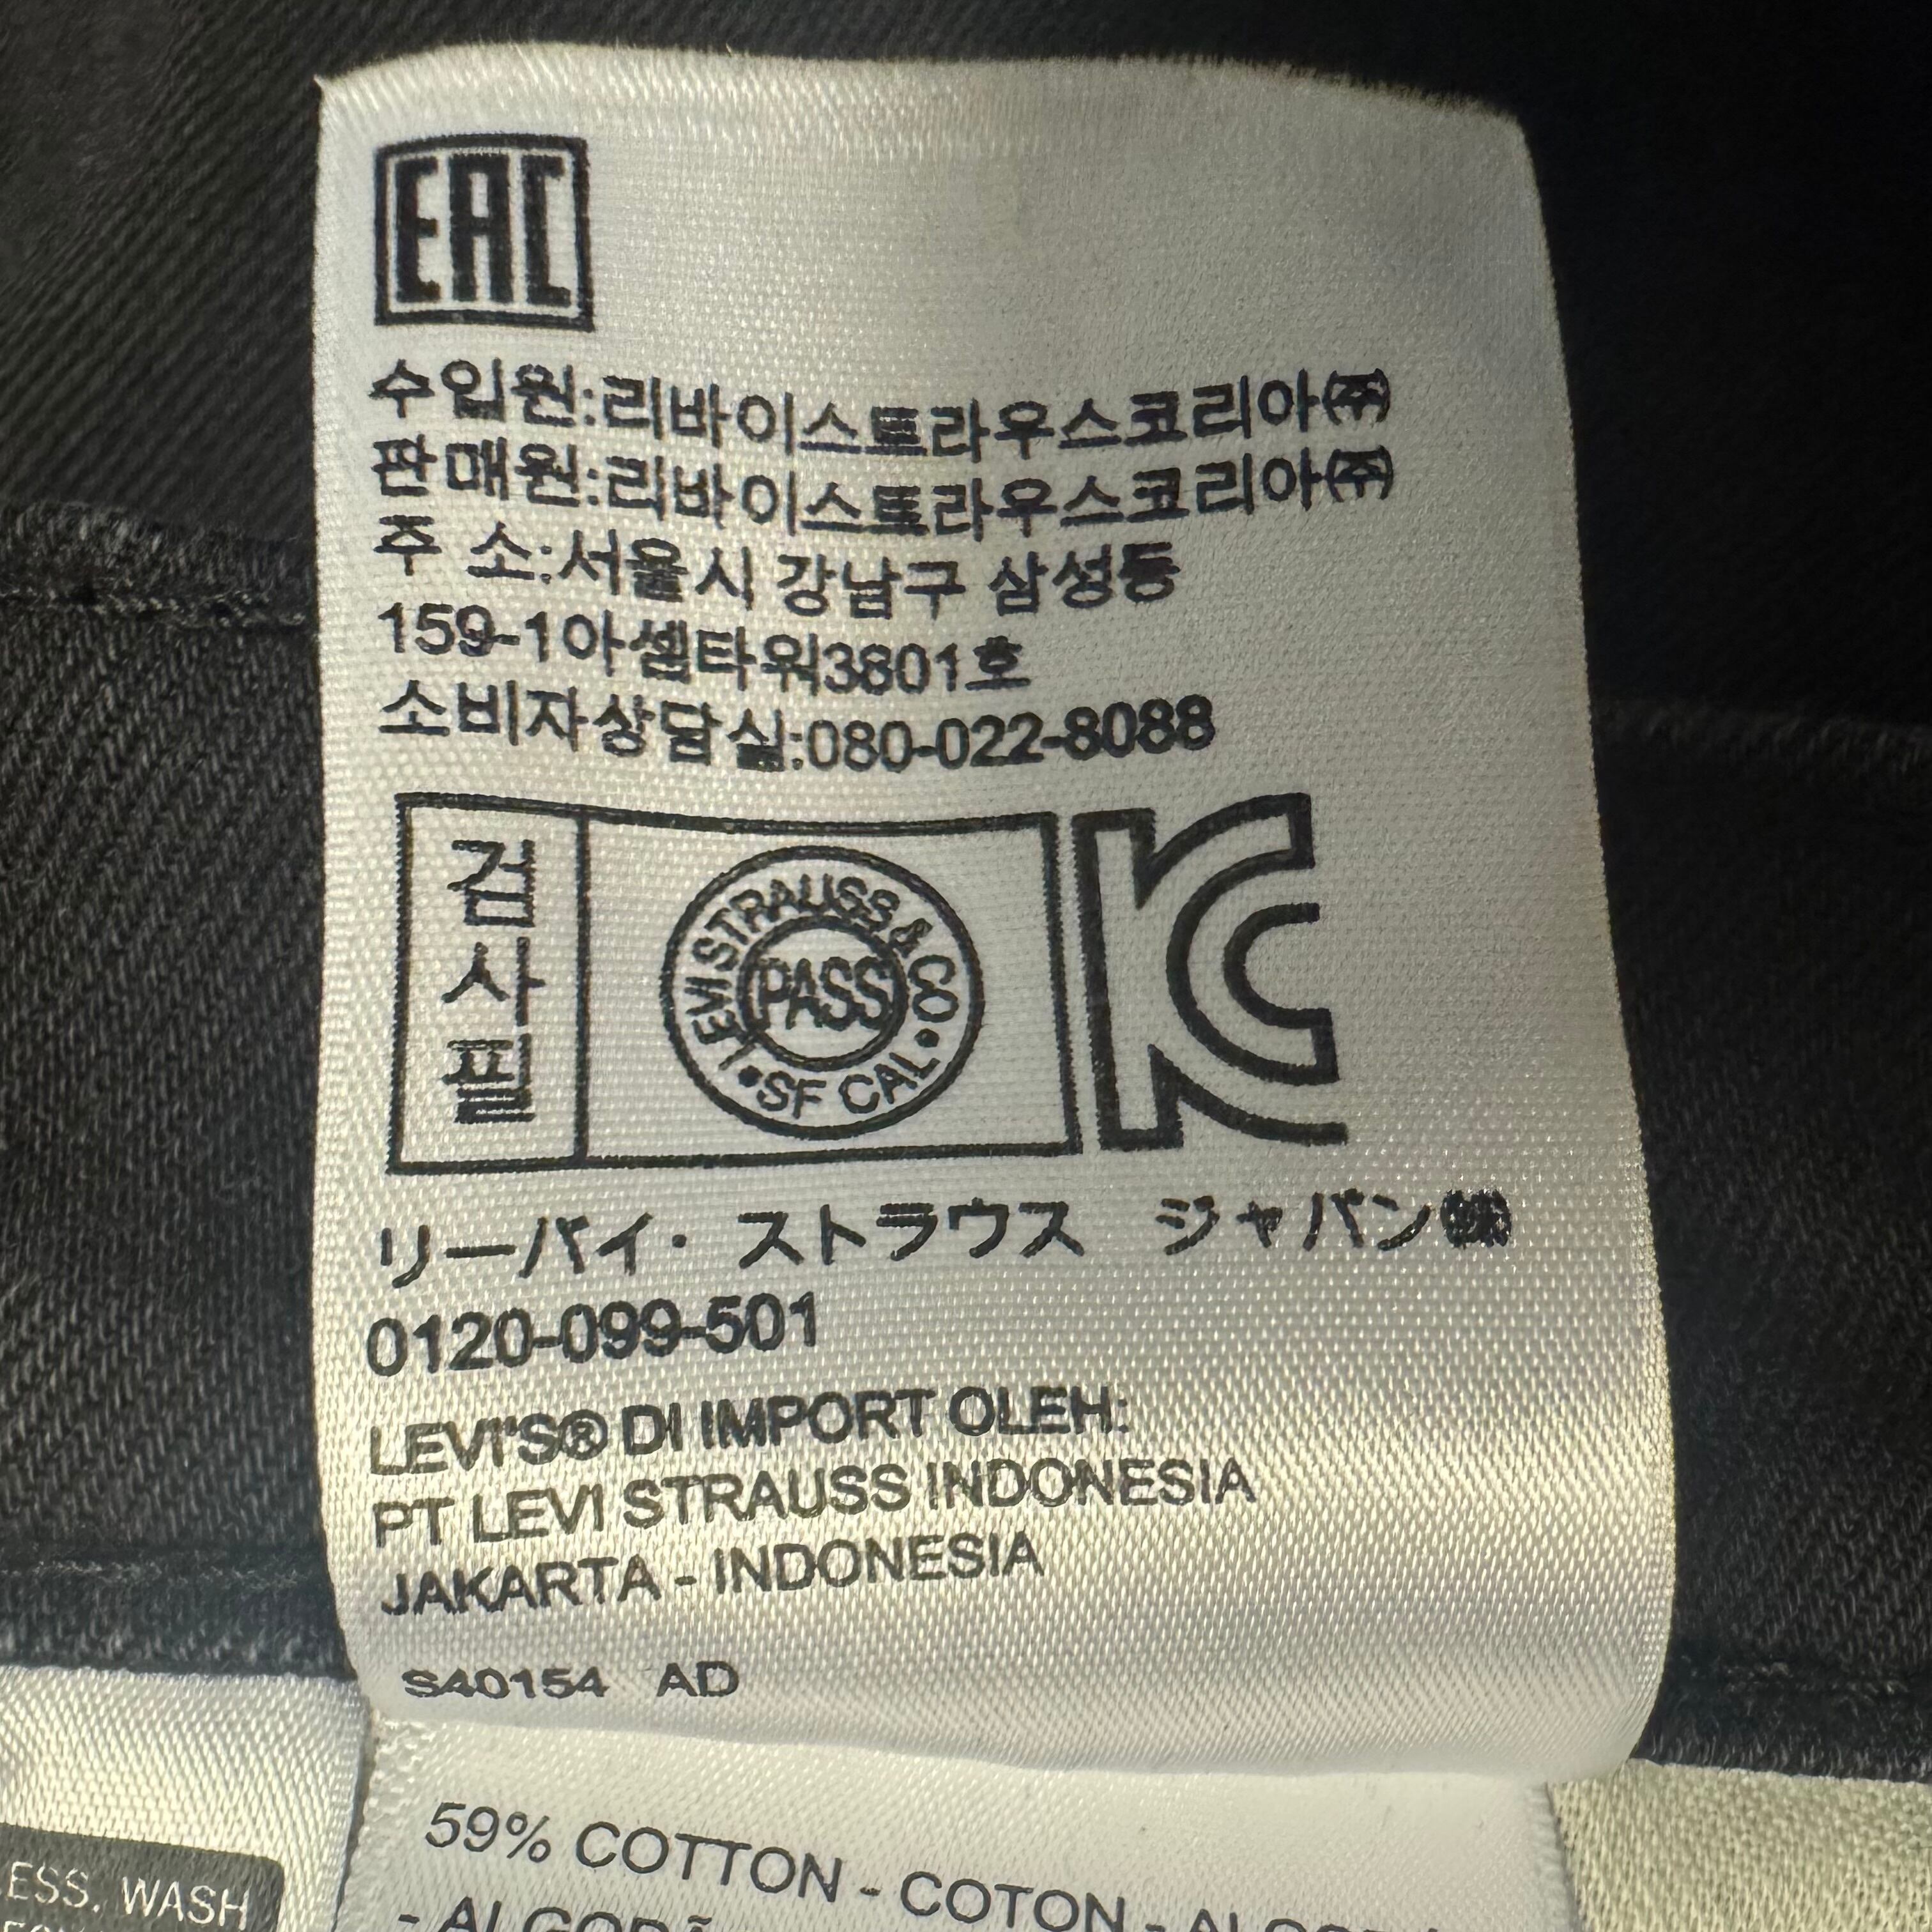 EAC
수입원:리바이스트라우스코리아㈜
판매원:리바이스트라우스코리아㈜
주 소:서울시 강남구 삼성동
159-1아셈타워3801호
소비자상담실:080-022-8088
검사필
LEVI STRAUSS & CO
PASS
• SF CAL •
KC
リーバイ・ストラウス ジャパン㈱
0120-099-501
LEVI'S® DI IMPORT OLEH:
PT LEVI STRAUSS INDONESIA
JAKARTA - INDONESIA
S40154 AD
59% COTTON - COTON -
WASH